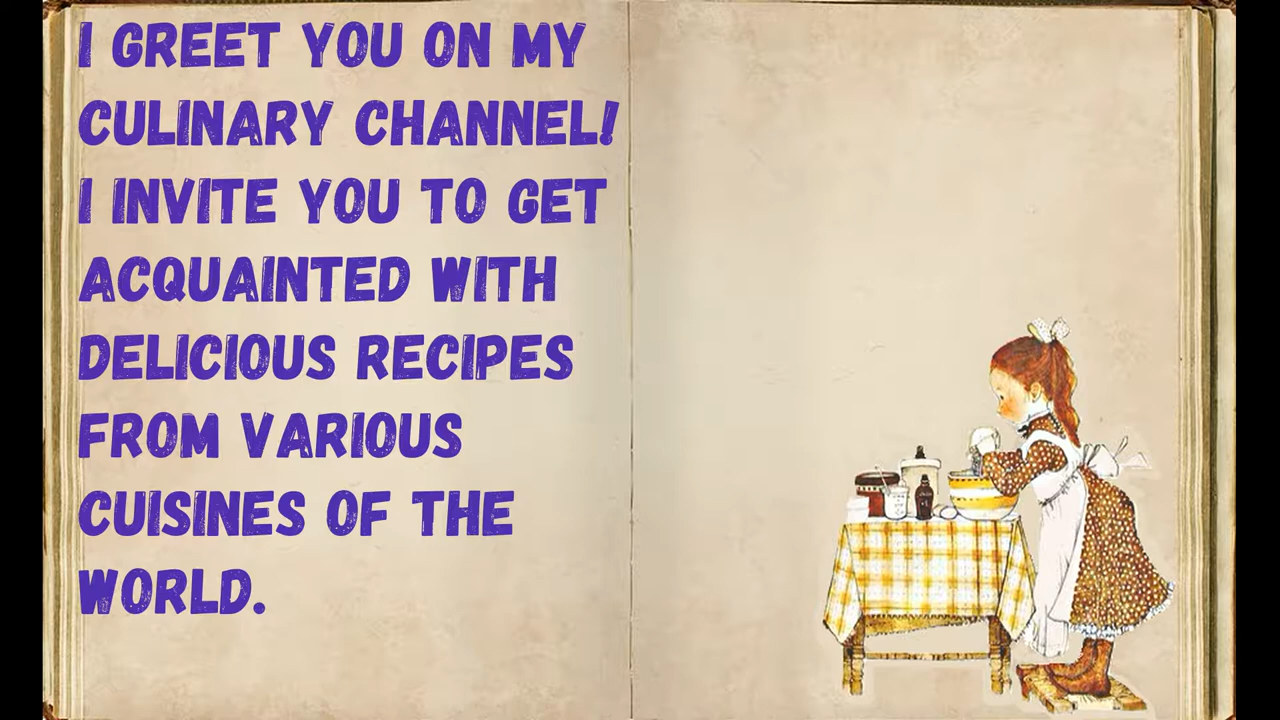 I GREET YOU ON MY
CULINARY CHANNEL!
I INVITE YOU TO GET
ACQUAINTED WITH
DELICIOUS RECIPES
FROM VARIOUS
CUISINES OF THE
WORLD.